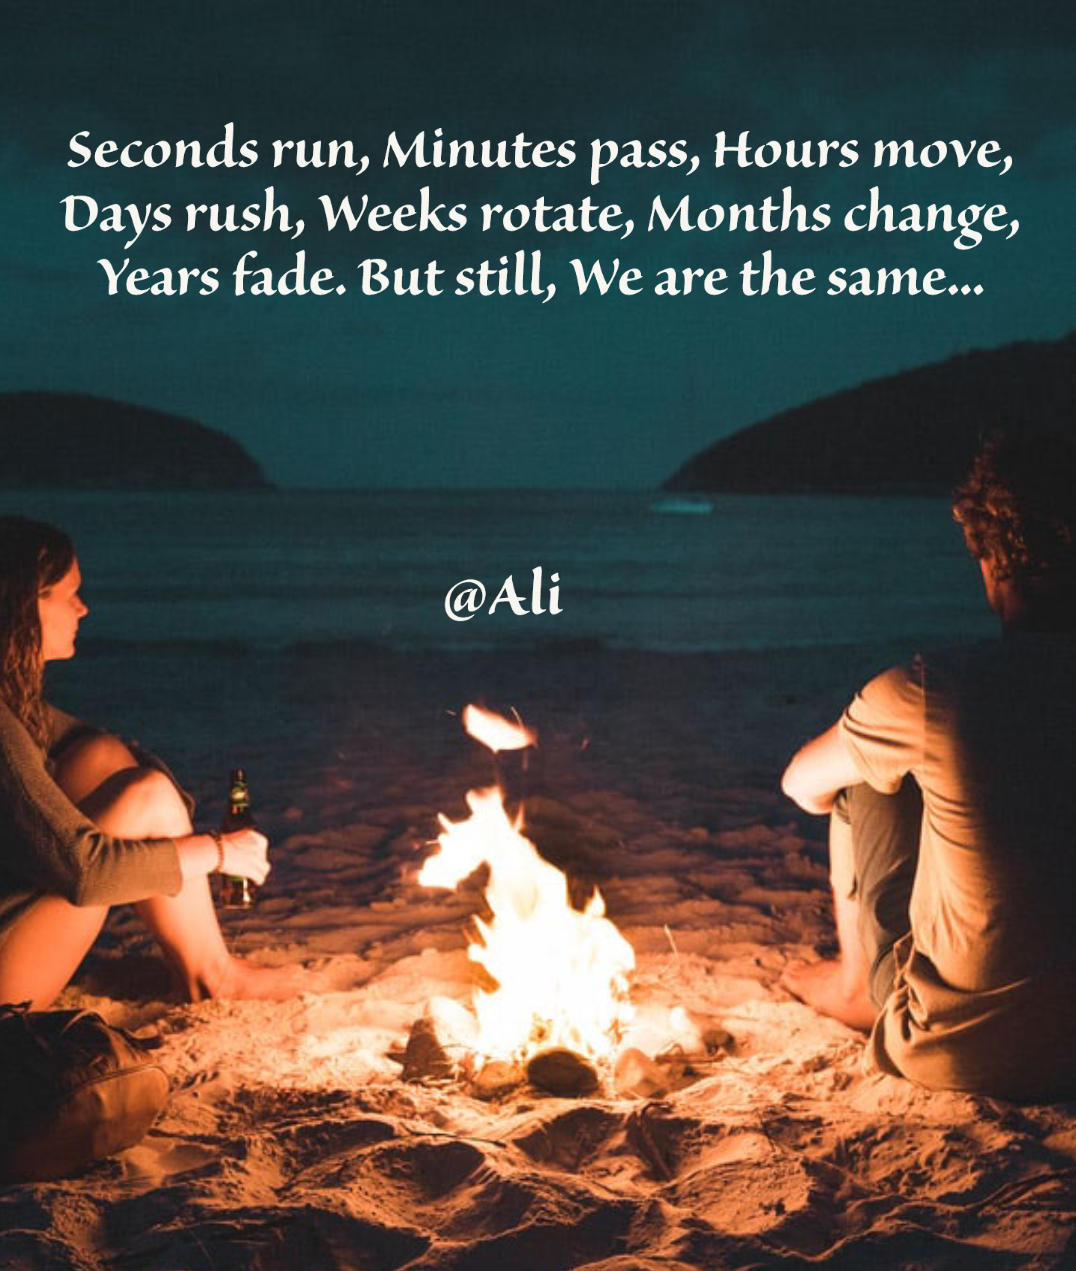 Seconds run, Minutes pass, Hours move,
Days rush, Weeks rotate, Months change,
Years fade. But still, We are the same...
@Ali